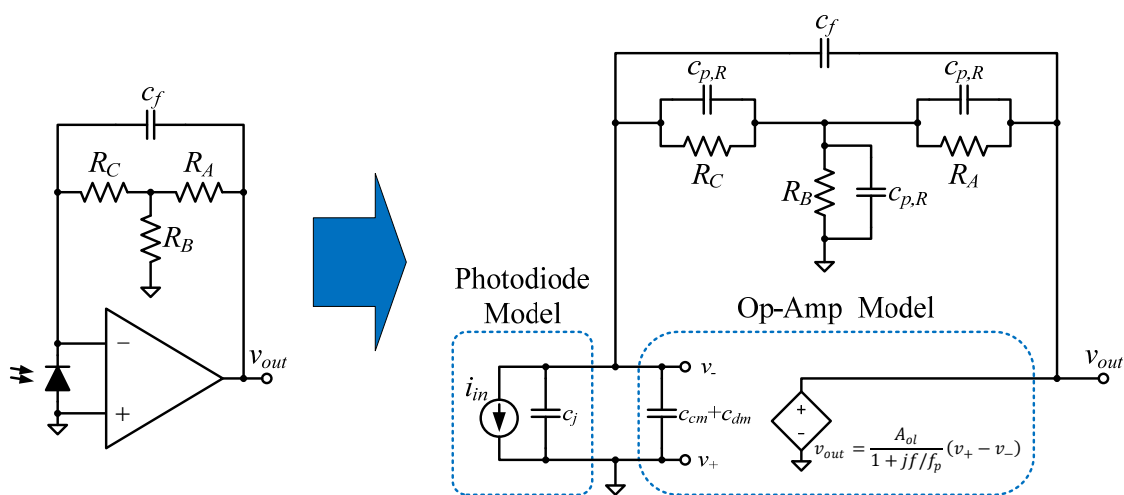 c_f
R_C R_A
R_B
−
+
v_out
c_f
c_p,R c_p,R
R_C R_A
R_B c_p,R
Photodiode
Model
Op-Amp Model
i_in
c_j
c_cm+c_dm
v_-
v_+
+
−
v_out = A_ol / (1 + jf/f_p) (v_+ − v_−)
v_out